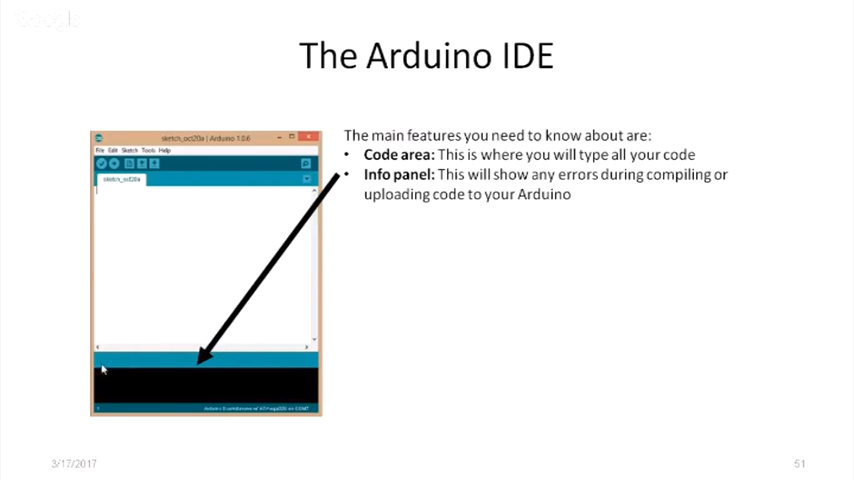 Google
The Arduino IDE
sketch_oct20a | Arduino 1.0.6
File Edit Sketch Tools Help
sketch_oct20a
The main features you need to know about are:
• Code area: This is where you will type all your code
• Info panel: This will show any errors during compiling or
uploading code to your Arduino
3/17/2017
51